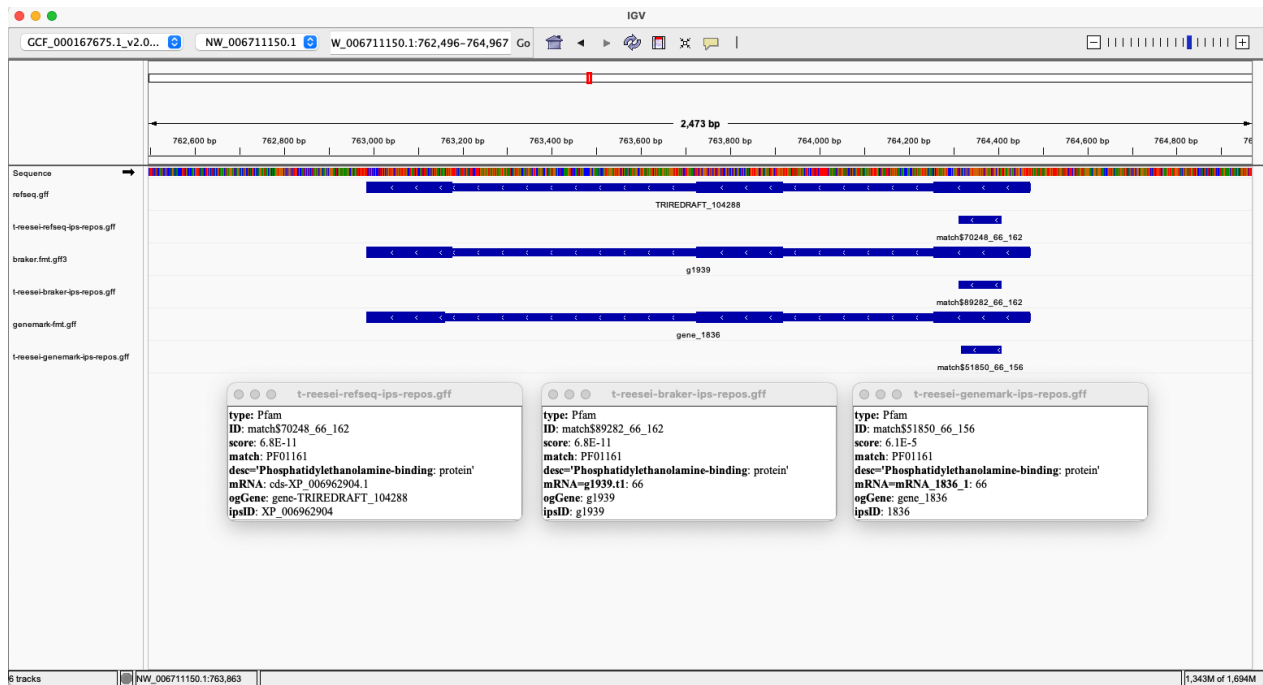 IGV
GCF_000167675.1_v2.0...
NW_006711150.1
W_006711150.1:762,496-764,967
Go
2,473 bp
762,600 bp
762,800 bp
763,000 bp
763,200 bp
763,400 bp
763,600 bp
763,800 bp
764,000 bp
764,200 bp
764,400 bp
764,600 bp
764,800 bp
76
Sequence
refseq.gff
TRIREDRAFT_104288
t-reesei-refseq-ips-repos.gff
match$70248_66_162
braker.fmt.gff3
g1939
t-reesei-braker-ips-repos.gff
match$89282_66_162
genemark-fmt.gff
gene_1836
t-reesei-genemark-ips-repos.gff
match$51850_66_156
t-reesei-refseq-ips-repos.gff
type: Pfam
ID: match$70248_66_162
score: 6.8E-11
match: PF01161
desc='Phosphatidylethanolamine-binding: protein'
mRNA: cds-XP_006962904.1
ogGene: gene-TRIREDRAFT_104288
ipsID: XP_006962904
t-reesei-braker-ips-repos.gff
type: Pfam
ID: match$89282_66_162
score: 6.8E-11
match: PF01161
desc='Phosphatidylethanolamine-binding: protein'
mRNA=g1939.t1: 66
ogGene: g1939
ipsID: g1939
t-reesei-genemark-ips-repos.gff
type: Pfam
ID: match$51850_66_156
score: 6.1E-5
match: PF01161
desc='Phosphatidylethanolamine-binding: protein'
mRNA=mRNA_1836_1: 66
ogGene: gene_1836
ipsID: 1836
6 tracks
NW_006711150.1:763,863
1,343M of 1,694M